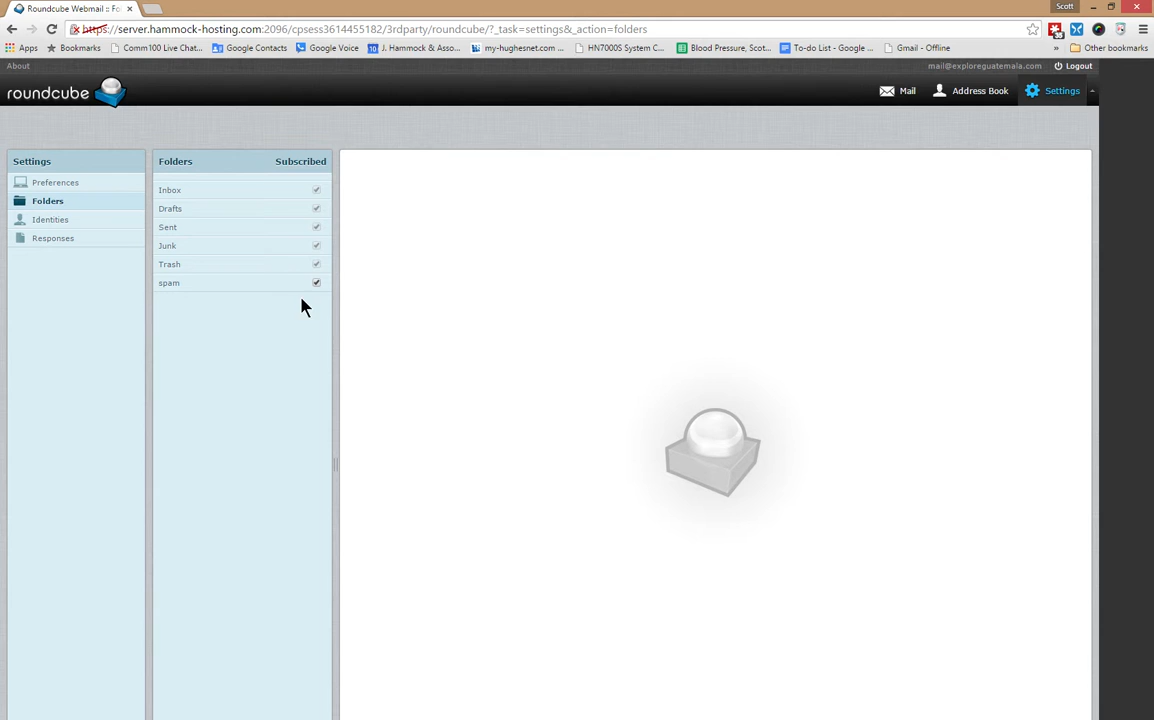 Roundcube Webmail :: Fo
Scott
https://server.hammock-hosting.com:2096/cpsess3614455182/3rdparty/roundcube/?_task=settings&_action=folders
Apps Bookmarks Comm100 Live Chat... Google Contacts Google Voice J. Hammock & Asso... my-hughesnet.com ... HN7000S System C... Blood Pressure, Scot... To-do List - Google ... Gmail - Offline » Other bookmarks
About mail@exploreguatemala.com Logout
roundcube Mail Address Book Settings
Settings Folders Subscribed
Preferences
Inbox
Folders
Drafts
Identities
Sent
Responses
Junk
Trash
spam